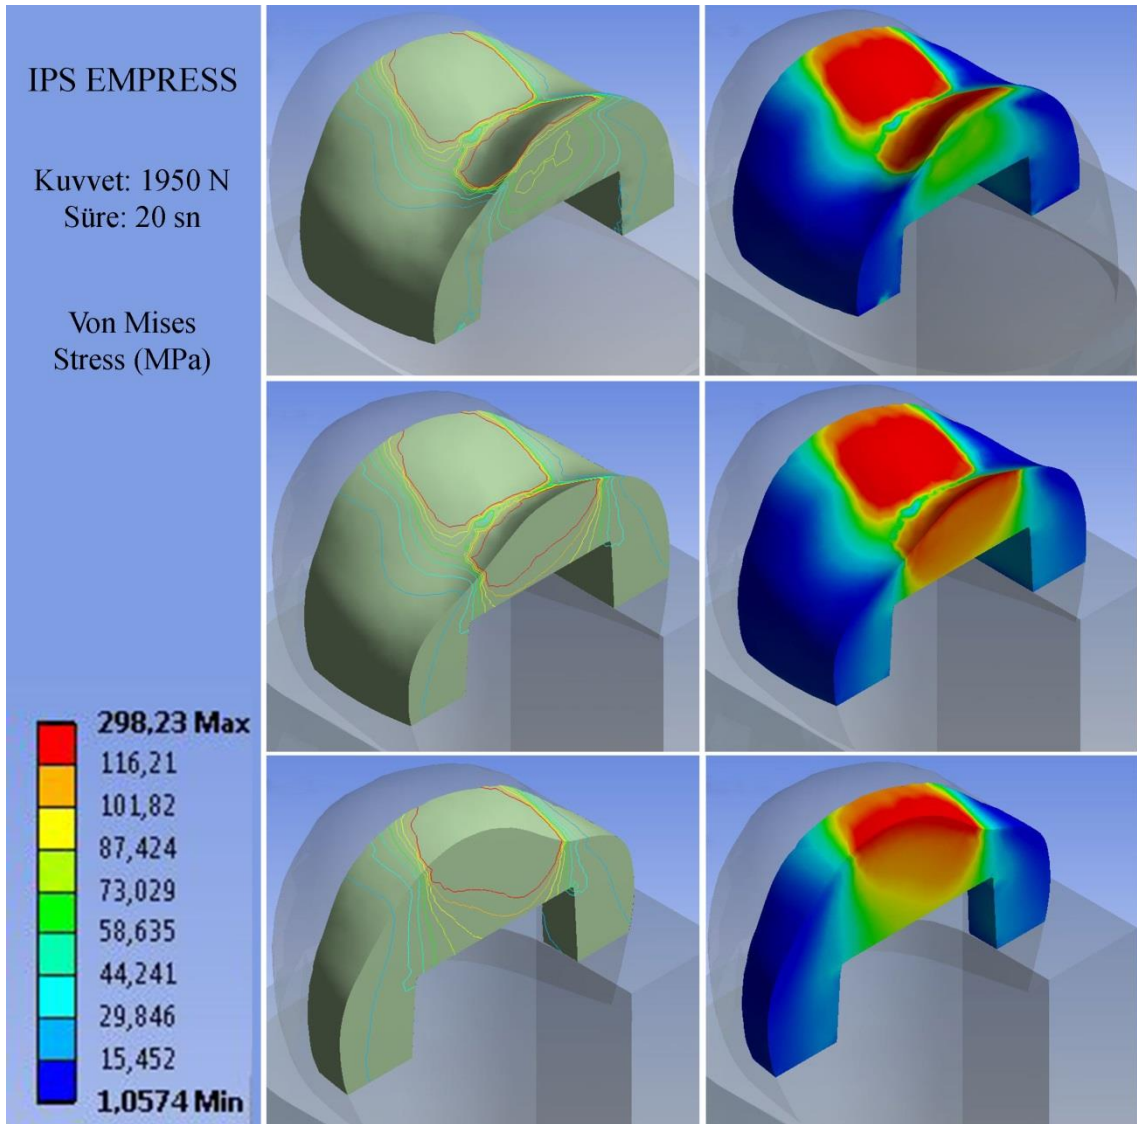 IPS EMPRESS
Kuvvet: 1950 N
Süre: 20 sn
Von Mises
Stress (MPa)
298,23 Max
116,21
101,82
87,424
73,029
58,635
44,241
29,846
15,452
1,0574 Min